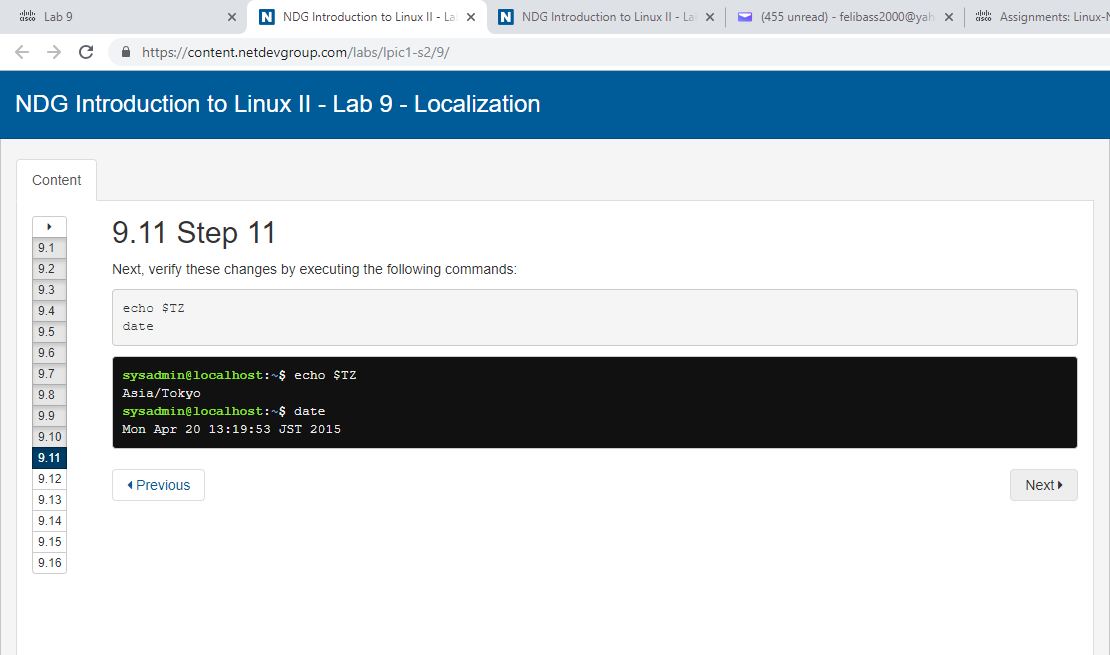 Lab 9
NDG Introduction to Linux II - La
NDG Introduction to Linux II - La
(455 unread) - felibass2000@yah
Assignments: Linux-N
https://content.netdevgroup.com/labs/lpic1-s2/9/
NDG Introduction to Linux II - Lab 9 - Localization
Content
9.1
9.2
9.3
9.4
9.5
9.6
9.7
9.8
9.9
9.10
9.11
9.12
9.13
9.14
9.15
9.16
9.11 Step 11
Next, verify these changes by executing the following commands:
echo $TZ
date
sysadmin@localhost:~$ echo $TZ
Asia/Tokyo
sysadmin@localhost:~$ date
Mon Apr 20 13:19:53 JST 2015
Previous
Next